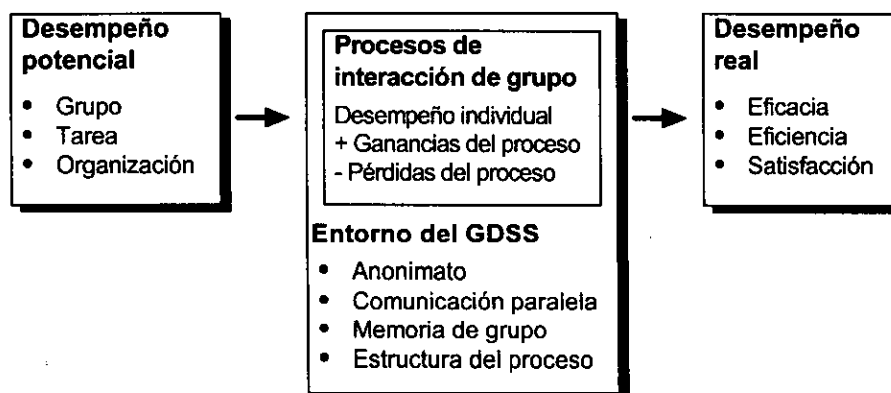 Desempeño
potencial
• Grupo
• Tarea
• Organización
Procesos de
interacción de grupo
Desempeño individual
+ Ganancias del proceso
- Pérdidas del proceso
Entorno del GDSS
• Anonimato
• Comunicación paralela
• Memoria de grupo
• Estructura del proceso
Desempeño
real
• Eficacia
• Eficiencia
• Satisfacción